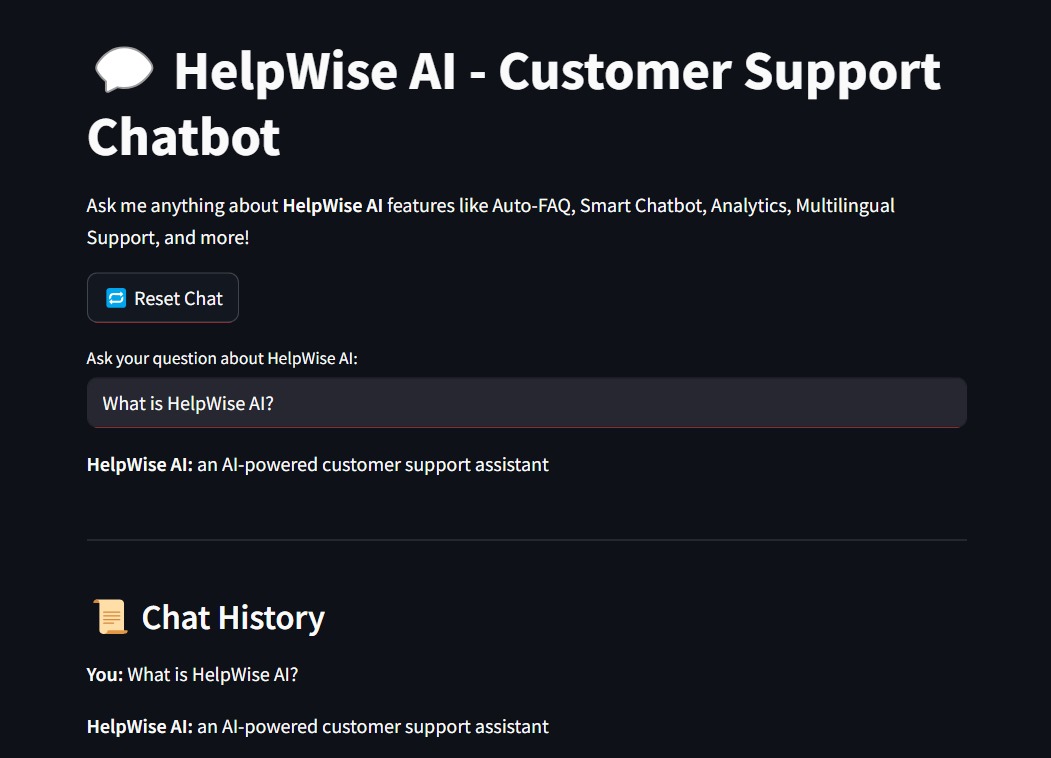 💬 HelpWise AI - Customer Support
Chatbot
Ask me anything about HelpWise AI features like Auto-FAQ, Smart Chatbot, Analytics, Multilingual
Support, and more!
🔁 Reset Chat
Ask your question about HelpWise AI:
What is HelpWise AI?
HelpWise AI: an AI-powered customer support assistant
📜 Chat History
You: What is HelpWise AI?
HelpWise AI: an AI-powered customer support assistant